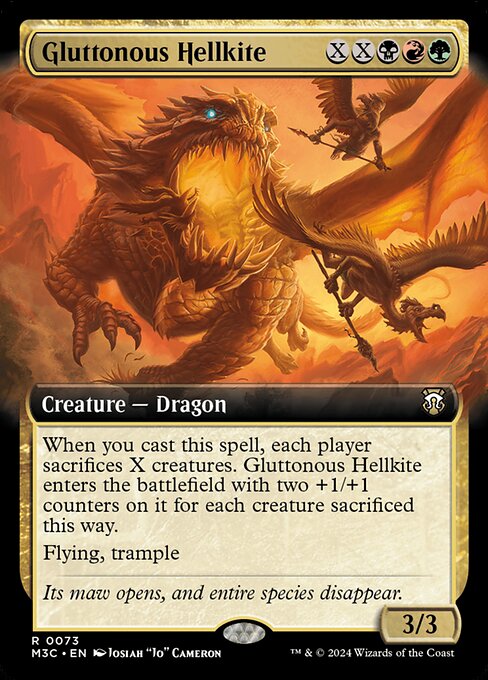 Gluttonous Hellkite XXBRG
Creature — Dragon
When you cast this spell, each player
sacrifices X creatures. Gluttonous Hellkite
enters the battlefield with two +1/+1
counters on it for each creature sacrificed
this way.
Flying, trample
Its maw opens, and entire species disappear.
3/3
R 0073
M3C • EN Josiah "Jo" Cameron
™ & © 2024 Wizards of the Coast